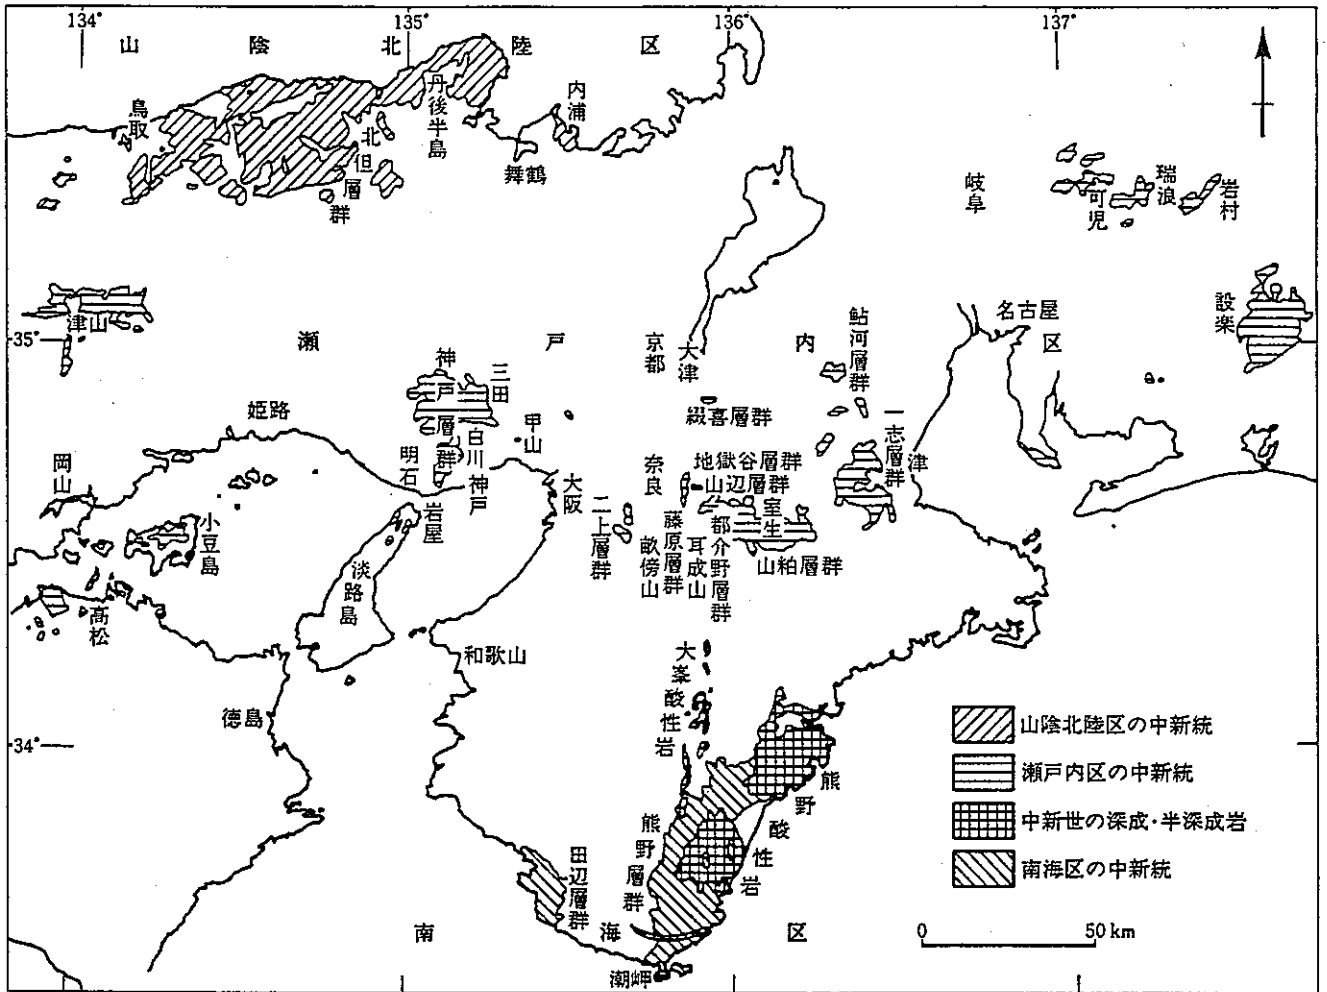 134°
135°
136°
137°
山陰北陸区
鳥取
北但層群
丹後半島
内浦
舞鶴
岐阜
可児
瑞浪
岩村
津山
瀬戸内区
京都
大津
鮎河層群
名古屋
設楽
35°
神戸層群
三田
姫路
甲山
綴喜層群
一志層群
岡山
明石
白川
神戸
大阪
奈良
地獄谷層群
山辺層群
室生
津
小豆島
岩屋
二上層群
畝傍山
藤原層群
耳成山
都介野層群
山粕層群
淡路島
高松
和歌山
大峯酸性岩
徳島
34°
熊野酸性岩
熊野層群
田辺層群
南海区
潮岬
山陰北陸区の中新統
瀬戸内区の中新統
中新世の深成・半深成岩
南海区の中新統
0 50 km